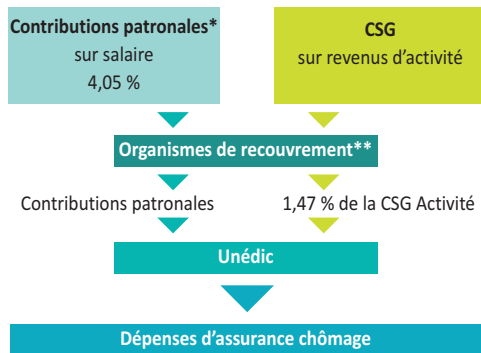 Contributions patronales*
sur salaire
4,05 %
CSG
sur revenus d’activité
Organismes de recouvrement**
Contributions patronales
1,47 % de la CSG Activité
Unédic
Dépenses d’assurance chômage